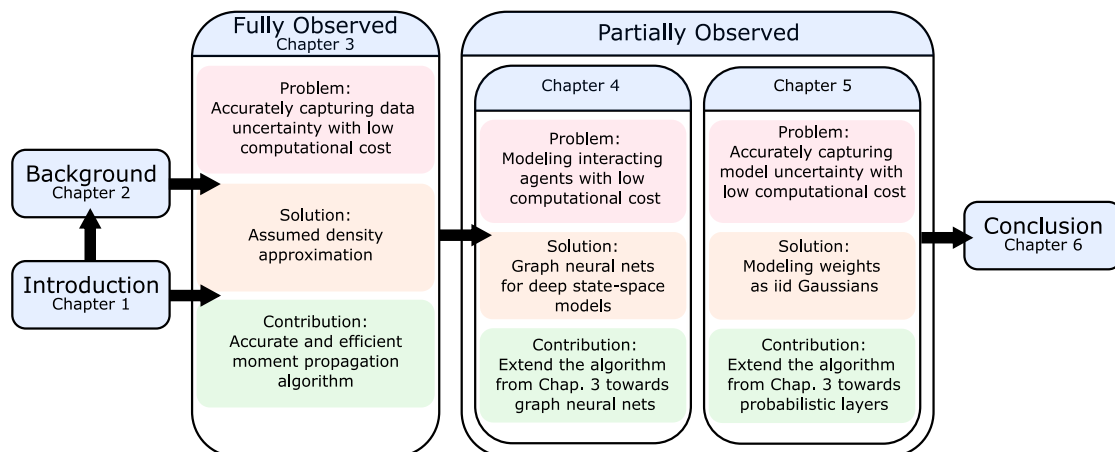 Background
Chapter 2
Introduction
Chapter 1
Fully Observed
Chapter 3
Problem:
Accurately capturing data
uncertainty with low
computational cost
Solution:
Assumed density
approximation
Contribution:
Accurate and efficient
moment propagation
algorithm
Partially Observed
Chapter 4
Problem:
Modeling interacting
agents with low
computational cost
Solution:
Graph neural nets
for deep state-space
models
Contribution:
Extend the algorithm
from Chap. 3 towards
graph neural nets
Chapter 5
Problem:
Accurately capturing
model uncertainty with
low computational cost
Solution:
Modeling weights
as iid Gaussians
Contribution:
Extend the algorithm
from Chap. 3 towards
probabilistic layers
Conclusion
Chapter 6